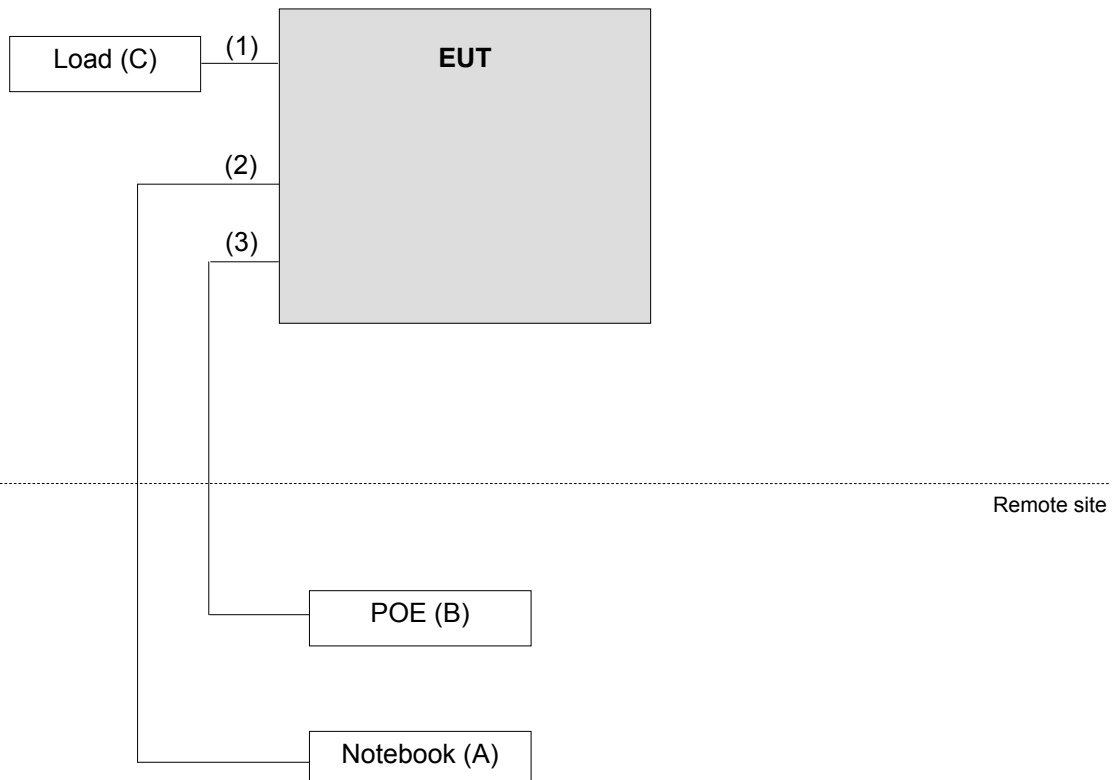 Load (C)
(1)
EUT
(2)
(3)
Remote site
POE (B)
Notebook (A)